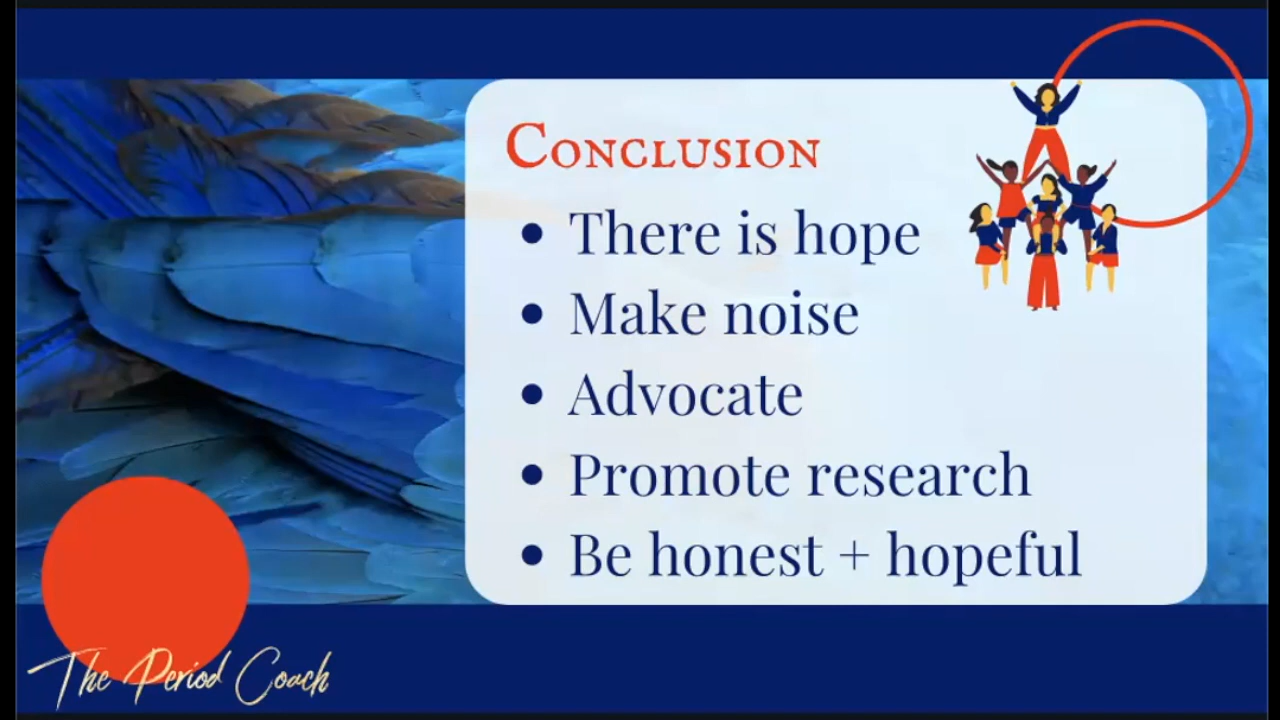 Conclusion
• There is hope
• Make noise
• Advocate
• Promote research
• Be honest + hopeful
The Period Coach